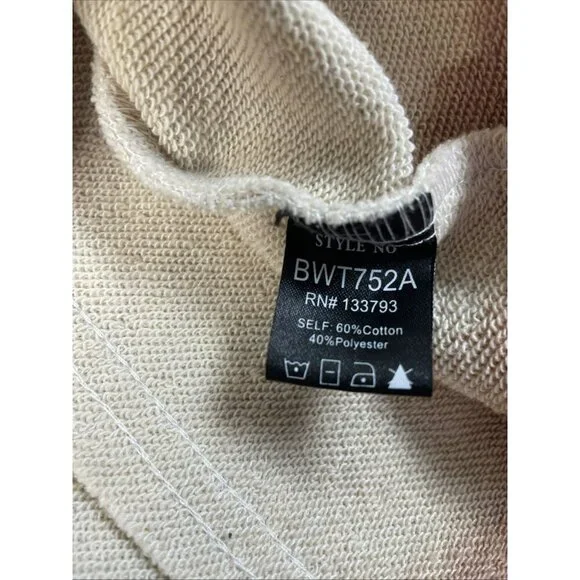 STYLE NO
BWT752A
RN# 133793
SELF: 60%Cotton
40%Polyester